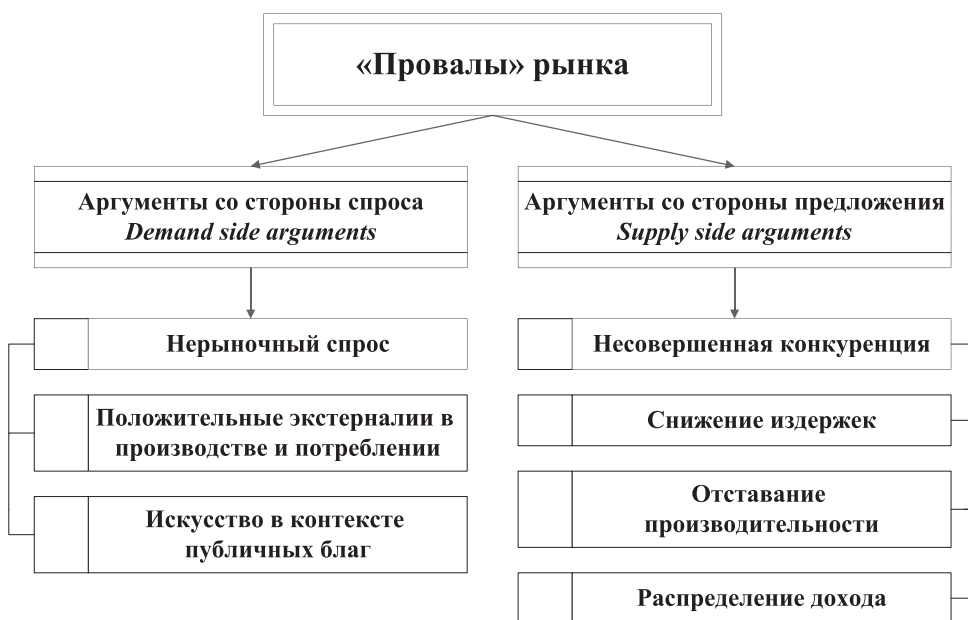 «Провалы» рынка
Аргументы со стороны спроса
Demand side arguments
Нерыночный спрос
Положительные экстерналии в
производстве и потреблении
Искусство в контексте
публичных благ
Аргументы со стороны предложения
Supply side arguments
Несовершенная конкуренция
Снижение издержек
Отставание
производительности
Распределение дохода